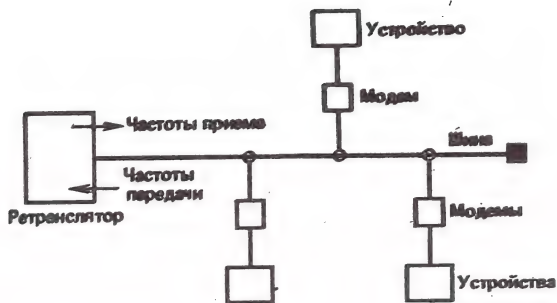 Устройство
Модем
Частоты приема
Шина
Частоты
передачи
Ретранслятор
Модемы
Устройства